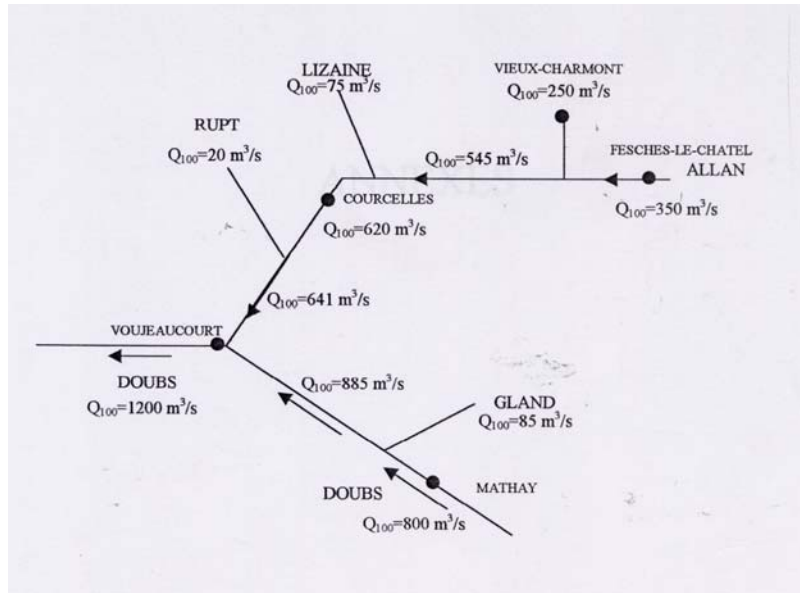 LIZAINE
Q₁₀₀=75 m³/s
VIEUX-CHARMONT
Q₁₀₀=250 m³/s
RUPT
Q₁₀₀=20 m³/s
Q₁₀₀=545 m³/s
FESCHES-LE-CHATEL
ALLAN
Q₁₀₀=350 m³/s
COURCELLES
Q₁₀₀=620 m³/s
Q₁₀₀=641 m³/s
VOUJEAUCOURT
DOUBS
Q₁₀₀=1200 m³/s
Q₁₀₀=885 m³/s
GLAND
Q₁₀₀=85 m³/s
DOUBS
MATHAY
Q₁₀₀=800 m³/s